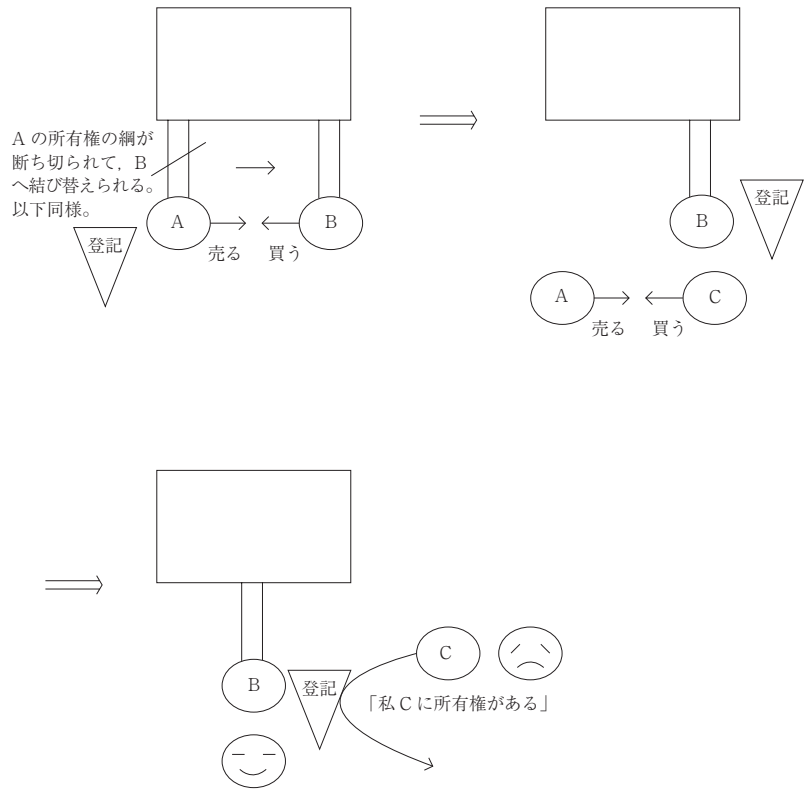 A の所有権の綱が
断ち切られて，B
へ結び替えられる。
以下同様。
A
B
登記
売る
買う
B
登記
A
C
売る
買う
B
登記
C
「私 C に所有権がある」